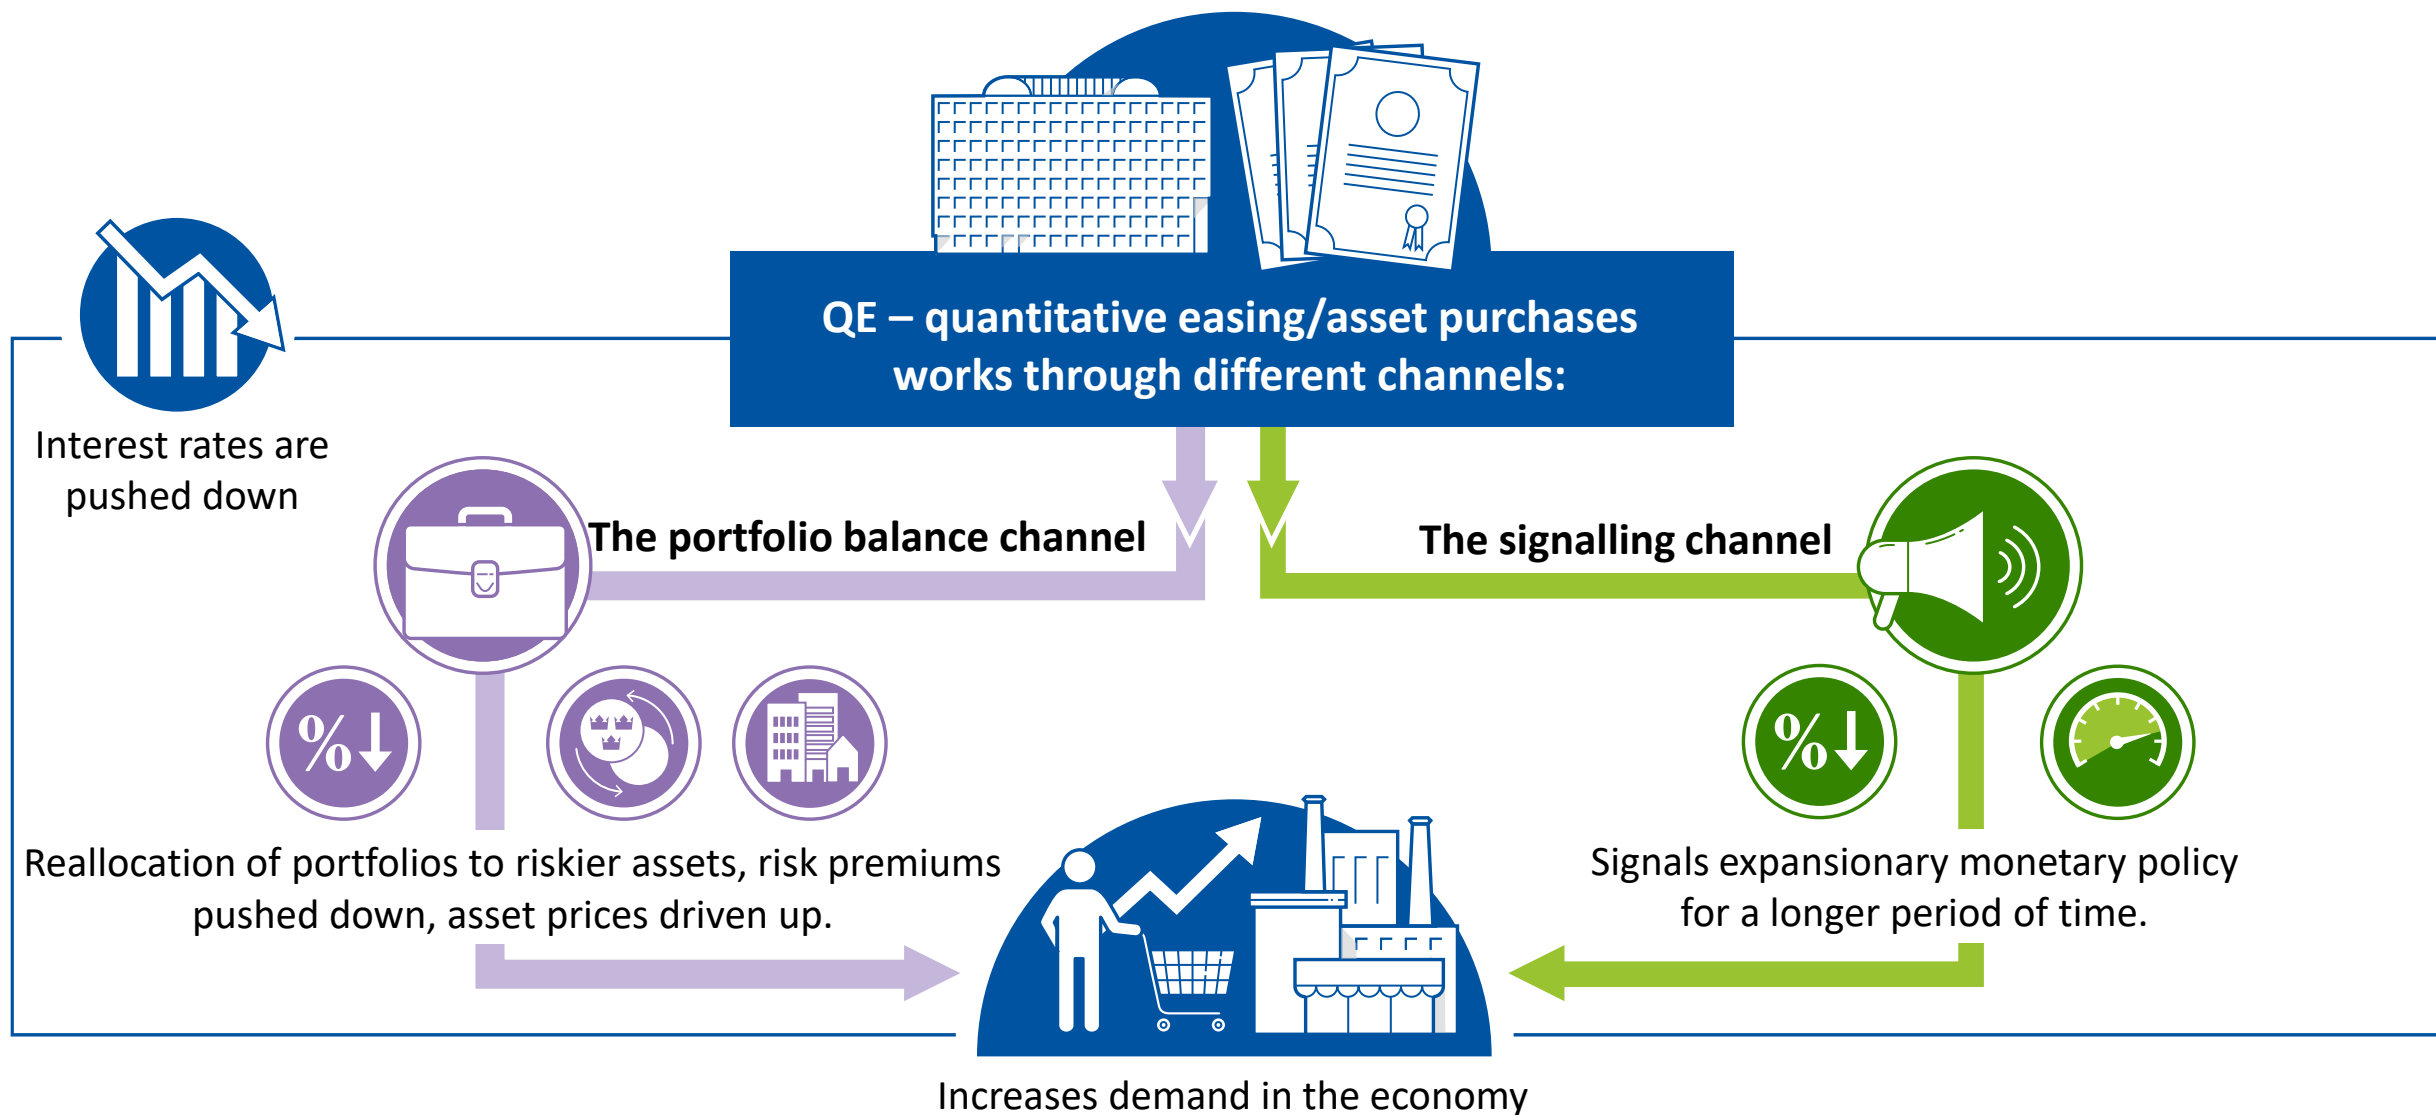 QE – quantitative easing/asset purchases
works through different channels:
Interest rates are
pushed down
The portfolio balance channel
The signalling channel
%
%
Reallocation of portfolios to riskier assets, risk premiums
pushed down, asset prices driven up.
Signals expansionary monetary policy
for a longer period of time.
Increases demand in the economy